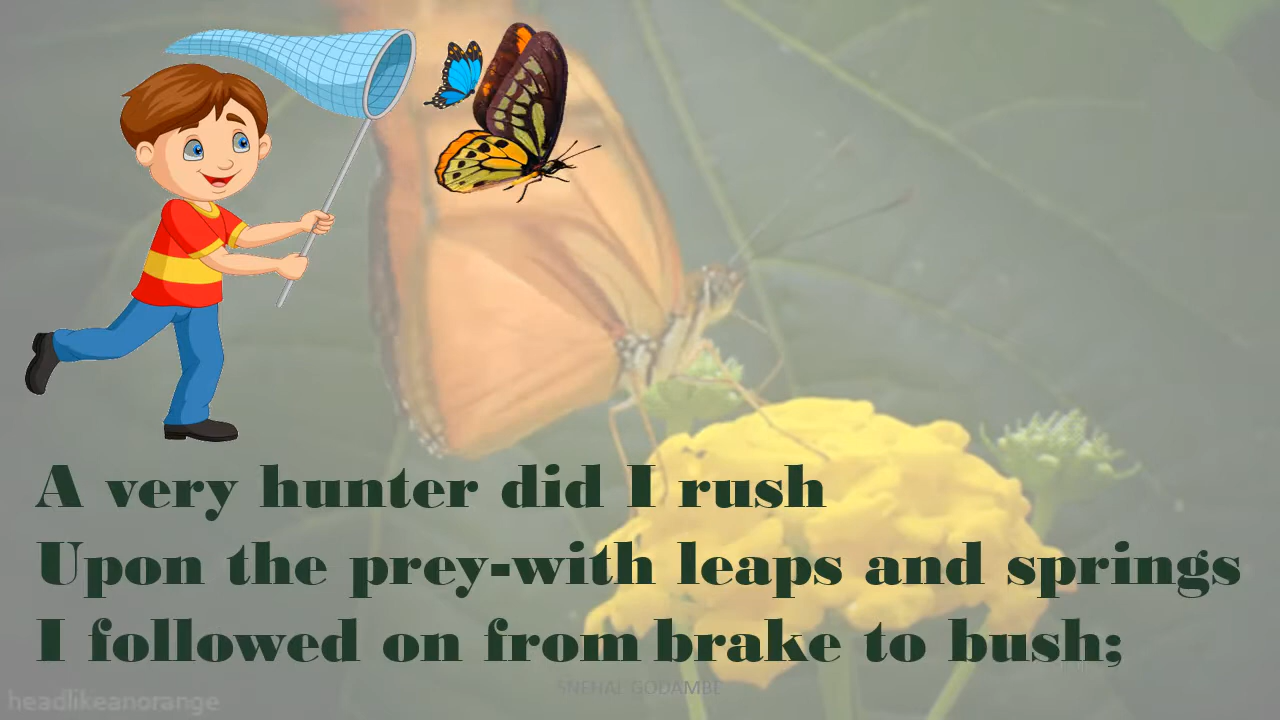 A very hunter did I rush
Upon the prey-with leaps and springs
I followed on from brake to bush;
SNEHAL GODAMBE
headlikeanorange